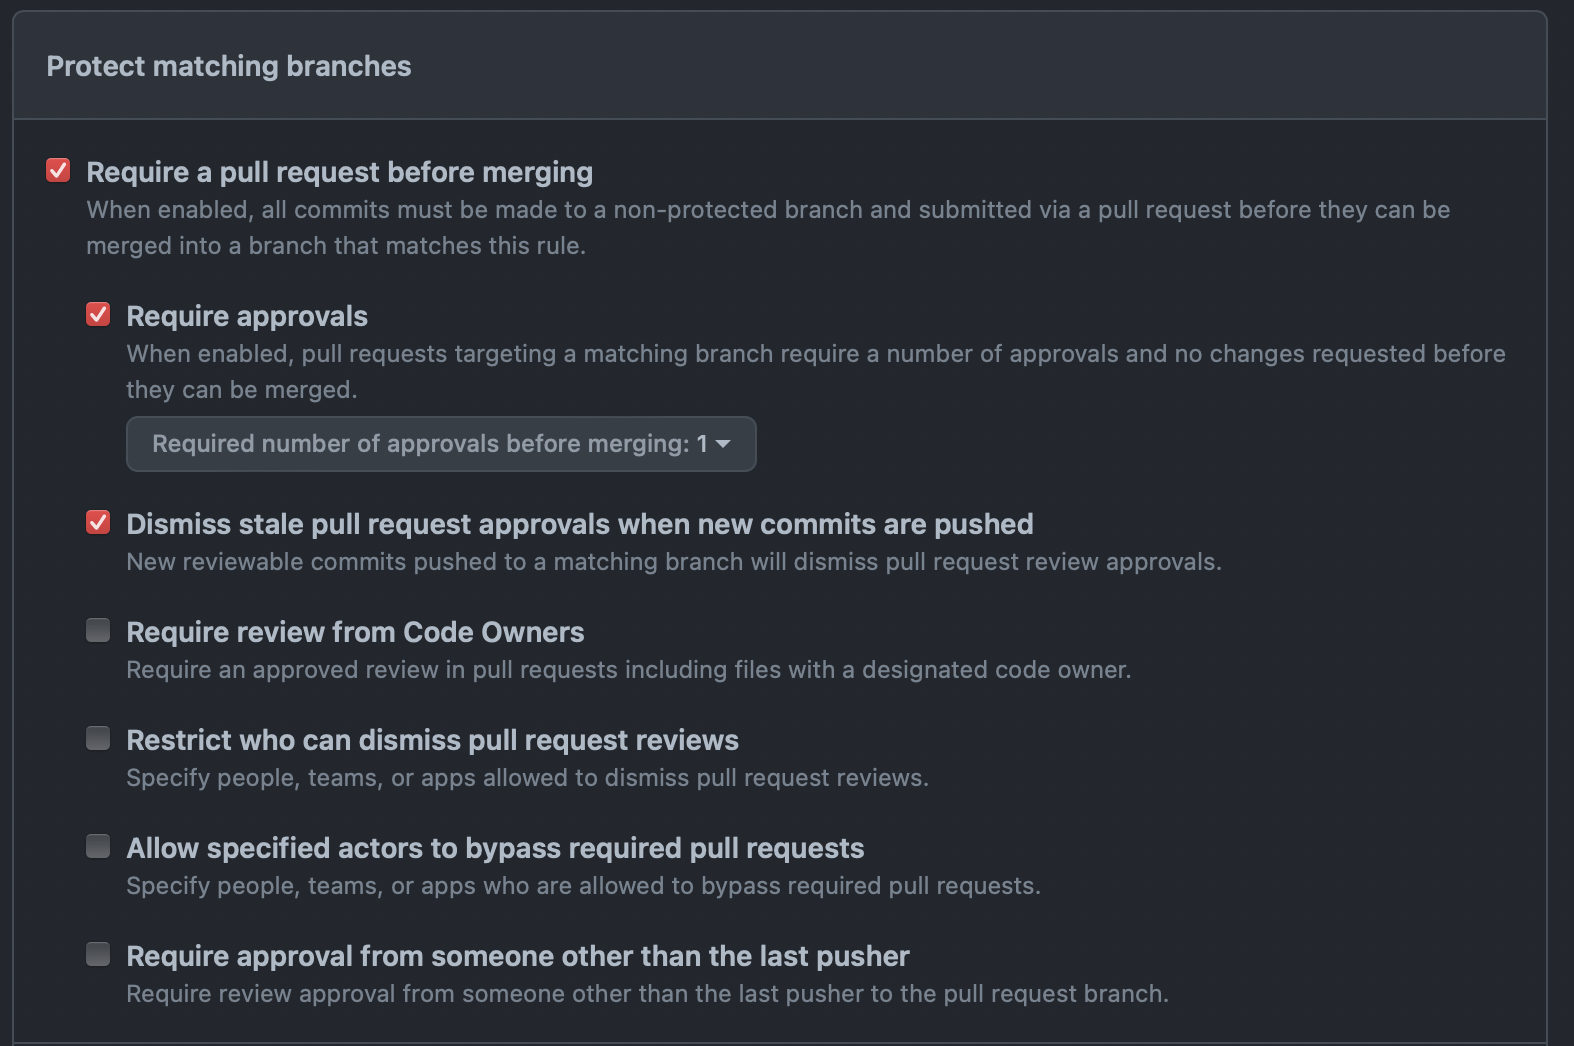 Protect matching branches
Require a pull request before merging
When enabled, all commits must be made to a non-protected branch and submitted via a pull request before they can be
merged into a branch that matches this rule.
Require approvals
When enabled, pull requests targeting a matching branch require a number of approvals and no changes requested before
they can be merged.
Required number of approvals before merging: 1
Dismiss stale pull request approvals when new commits are pushed
New reviewable commits pushed to a matching branch will dismiss pull request review approvals.
Require review from Code Owners
Require an approved review in pull requests including files with a designated code owner.
Restrict who can dismiss pull request reviews
Specify people, teams, or apps allowed to dismiss pull request reviews.
Allow specified actors to bypass required pull requests
Specify people, teams, or apps who are allowed to bypass required pull requests.
Require approval from someone other than the last pusher
Require review approval from someone other than the last pusher to the pull request branch.